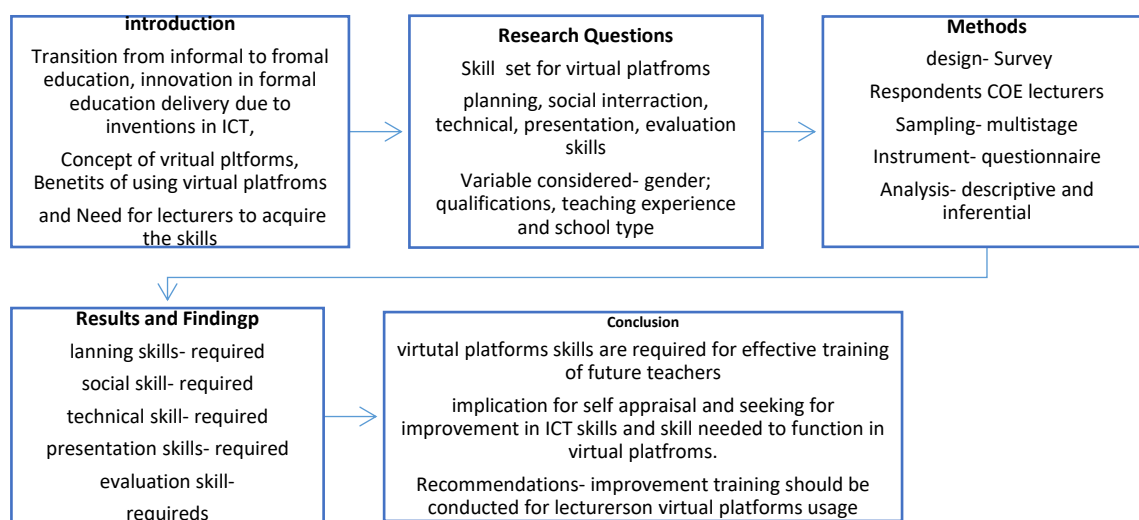 introduction
Transition from informal to fromal
education, innovation in formal
education delivery due to
inventions in ICT,
Concept of vritual pltforms,
Benetits of using virtual platfroms
and Need for lecturers to acquire
the skills
Research Questions
Skill set for virtual platfroms
planning, social interraction,
technical, presentation, evaluation
skills
Variable considered- gender;
qualifications, teaching experience
and school type
Methods
design- Survey
Respondents COE lecturers
Sampling- multistage
Instrument- questionnaire
Analysis- descriptive and
inferential
Results and Findingp
lanning skills- required
social skill- required
technical skill- required
presentation skills- required
evaluation skill-
requireds
Conclusion
virtutal platforms skills are required for effective training
of future teachers
implication for self appraisal and seeking for
improvement in ICT skills and skill needed to function in
virtual platfroms.
Recommendations- improvement training should be
conducted for lecturerson virtual platforms usage